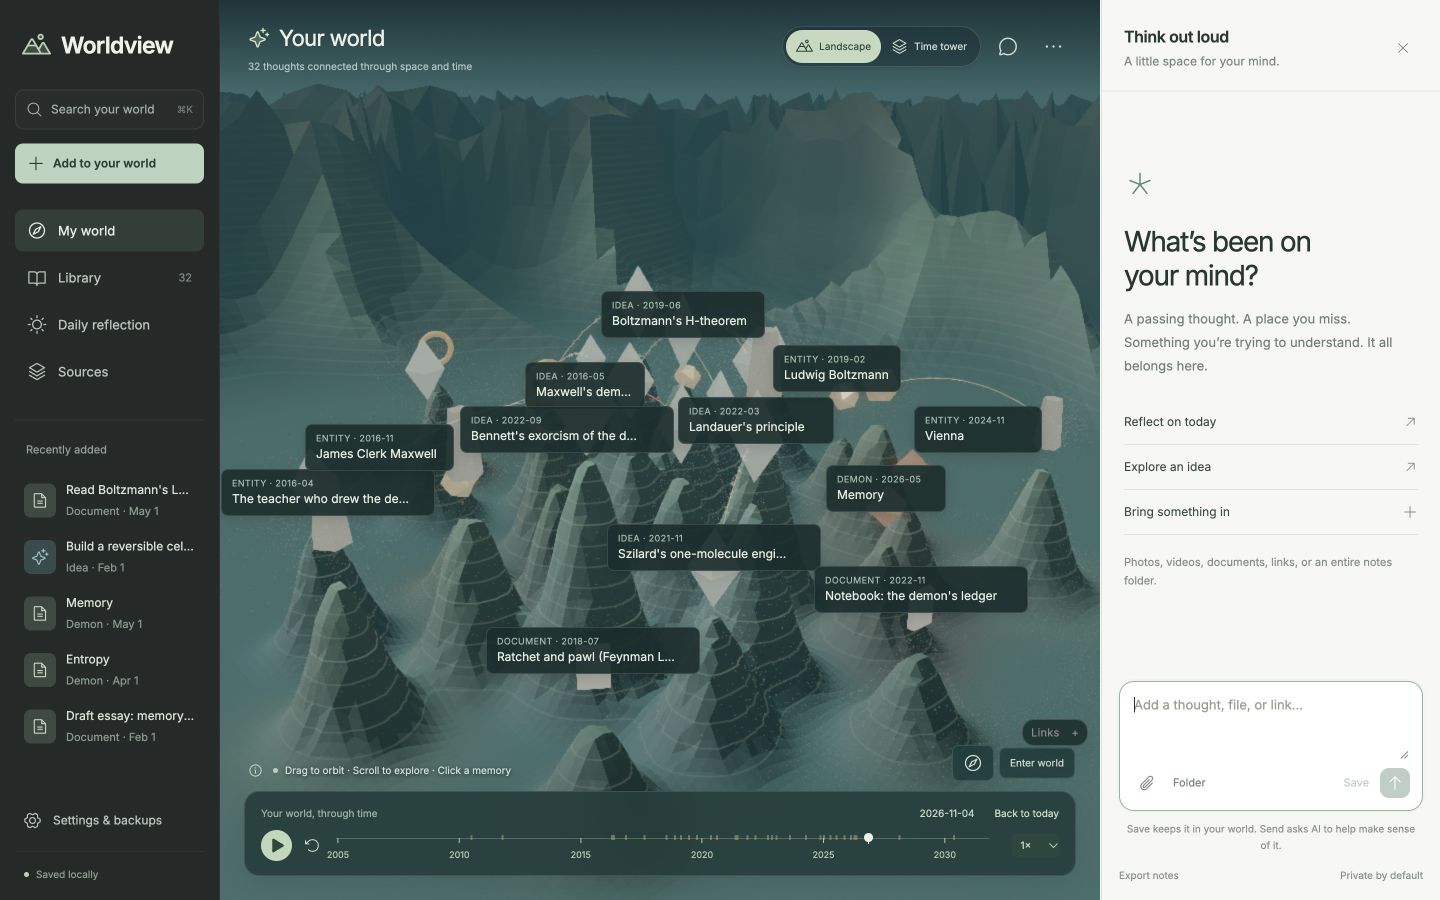 Worldview
Search your world ⌘K
Add to your world
My world
Library 32
Daily reflection
Sources
Recently added
Read Boltzmann's L...
Document · May 1
Build a reversible cel...
Idea · Feb 1
Memory
Demon · May 1
Entropy
Demon · Apr 1
Draft essay: memory...
Document · Feb 1
Settings & backups
Saved locally
Your world
32 thoughts connected through space and time
Landscape
Time tower
IDEA · 2019-06
Boltzmann's H-theorem
ENTITY · 2019-02
Ludwig Boltzmann
IDEA · 2016-05
Maxwell's dem...
IDEA · 2022-09
Bennett's exorcism of the d...
IDEA · 2022-03
Landauer's principle
ENTITY · 2024-11
Vienna
ENTITY · 2016-11
James Clerk Maxwell
ENTITY · 2016-04
The teacher who drew the de...
DEMON · 2026-05
Memory
IDEA · 2021-11
Szilard's one-molecule engi...
DOCUMENT · 2022-11
Notebook: the demon's ledger
DOCUMENT · 2018-07
Ratchet and pawl (Feynman L...
Links +
Drag to orbit · Scroll to explore · Click a memory
Enter world
Your world, through time
2026-11-04
Back to today
2005 2010 2015 2020 2025 2030
1×
Think out loud
A little space for your mind.
What's been on
your mind?
A passing thought. A place you miss.
Something you're trying to understand. It all
belongs here.
Reflect on today
Explore an idea
Bring something in
Photos, videos, documents, links, or an entire notes
folder.
Add a thought, file, or link...
Folder
Save
Save keeps it in your world. Send asks AI to help make sense
of it.
Export notes
Private by default